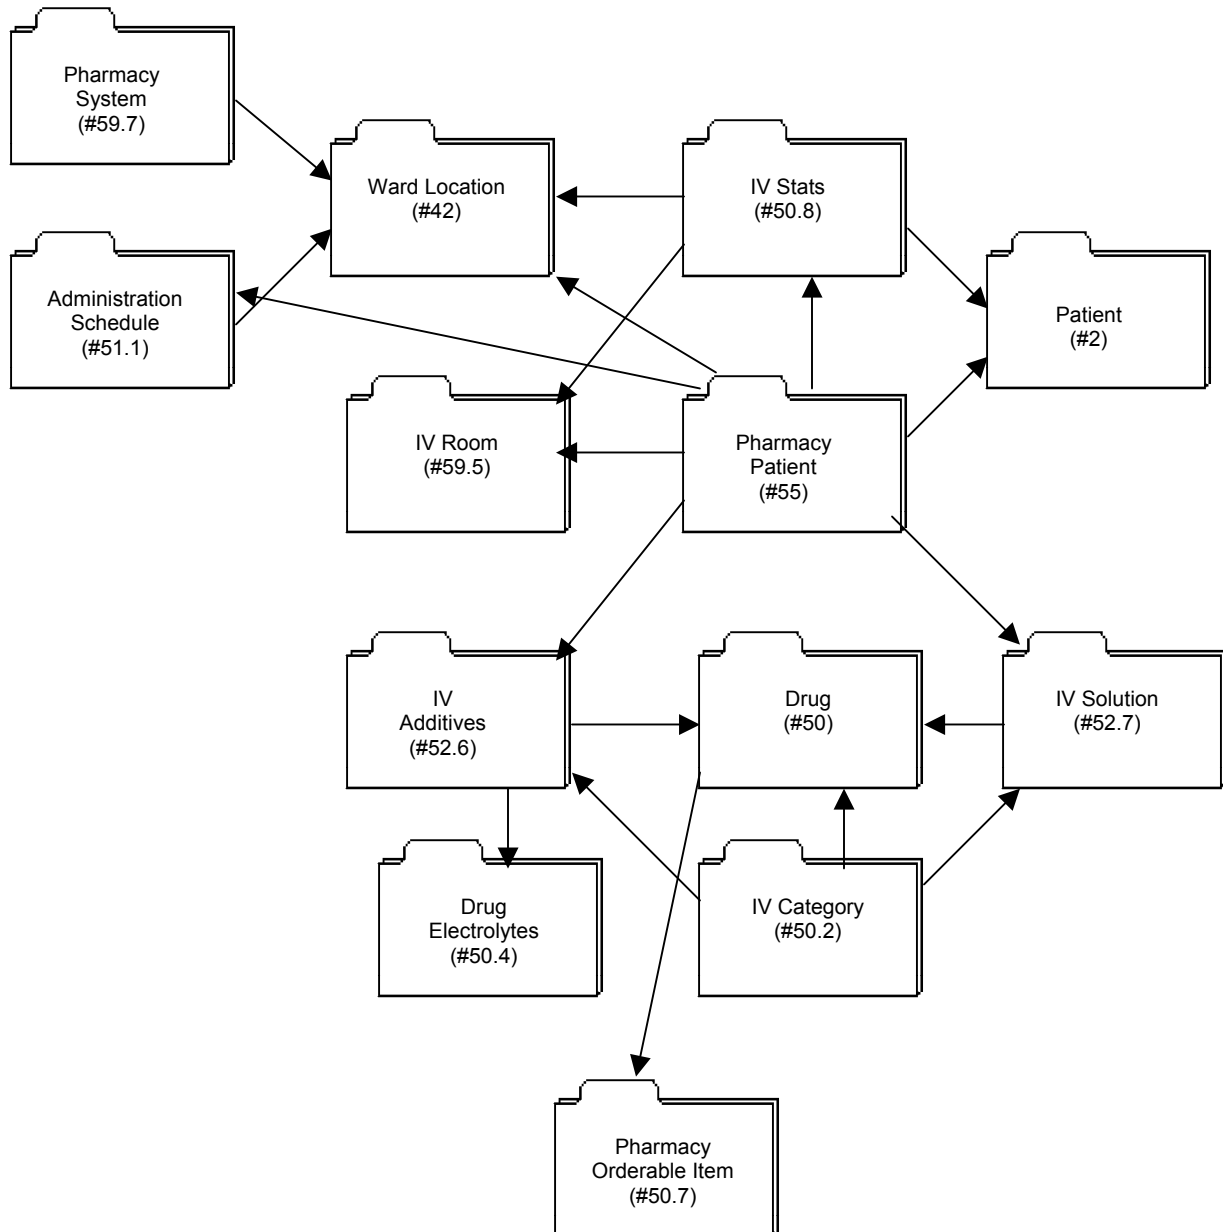 Pharmacy
System
(#59.7)
Ward Location
(#42)
IV Stats
(#50.8)
Administration
Schedule
(#51.1)
Patient
(#2)
IV Room
(#59.5)
Pharmacy
Patient
(#55)
IV
Additives
(#52.6)
Drug
(#50)
IV Solution
(#52.7)
Drug
Electrolytes
(#50.4)
IV Category
(#50.2)
Pharmacy
Orderable Item
(#50.7)